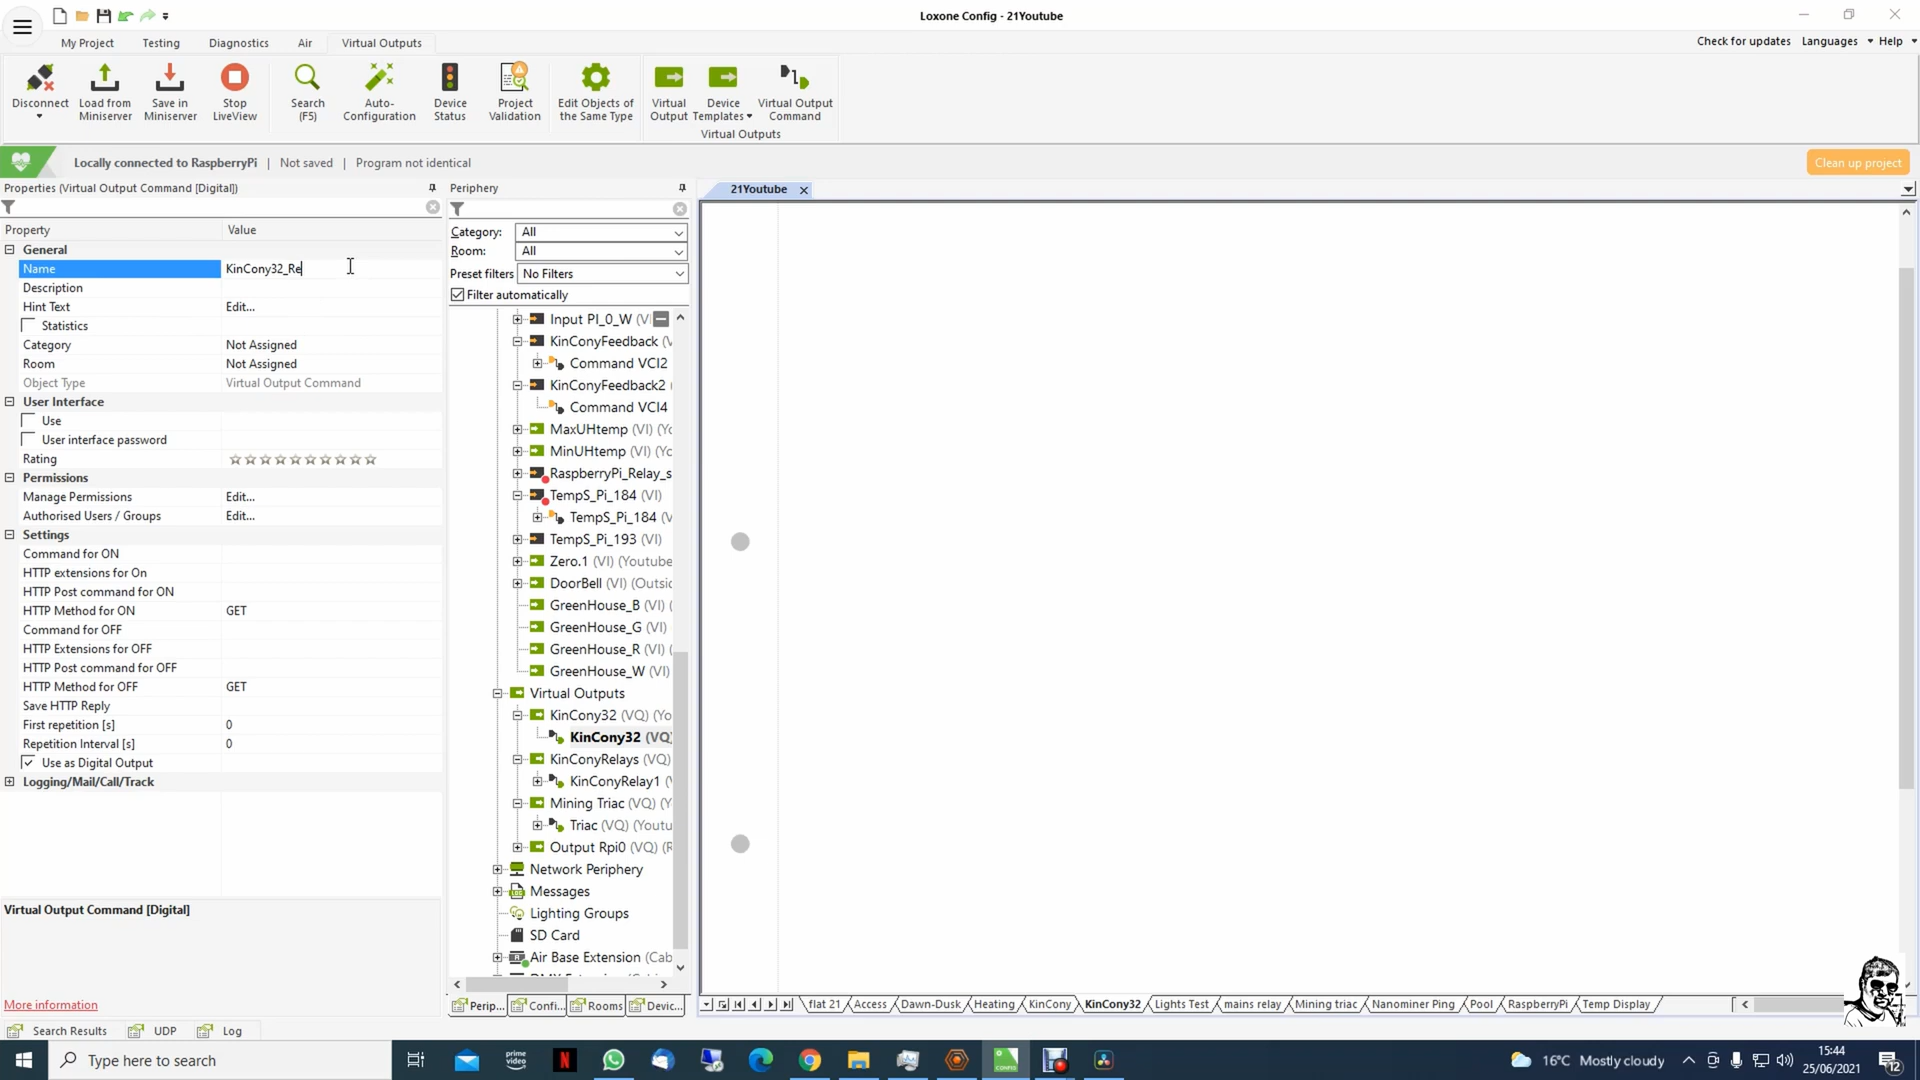 Loxone Config - 21Youtube
My Project
Testing
Diagnostics
Air
Virtual Outputs
Check for updates
Languages
Help
Disconnect
Load from Miniserver
Save in Miniserver
Stop LiveView
Search (F5)
Auto-Configuration
Device Status
Project Validation
Edit Objects of the Same Type
Virtual Output
Device Templates
Virtual Output Command
Virtual Outputs
Locally connected to RaspberryPi | Not saved | Program not identical
Clean up project
Properties (Virtual Output Command [Digital])
Property Value
General
Name KinCony32_Re
Description
Hint Text Edit...
Statistics
Category Not Assigned
Room Not Assigned
Object Type Virtual Output Command
User Interface
Use
User interface password
Rating
Permissions
Manage Permissions Edit...
Authorised Users / Groups Edit...
Settings
Command for ON
HTTP extensions for On
HTTP Post command for ON
HTTP Method for ON GET
Command for OFF
HTTP Extensions for OFF
HTTP Post command for OFF
HTTP Method for OFF GET
Save HTTP Reply
First repetition [s] 0
Repetition Interval [s] 0
Use as Digital Output
Logging/Mail/Call/Track
Virtual Output Command [Digital]
More information
Periphery
Category: All
Room: All
Preset filters No Filters
Filter automatically
Input PI_0_W (VI
KinConyFeedback (V
Command VCI2
KinConyFeedback2
Command VCI4
MaxUHtemp (VI) (Yo
MinUHtemp (VI) (Yc
RaspberryPi_Relay_s
TempS_Pi_184 (VI)
TempS_Pi_184 (V
TempS_Pi_193 (VI)
Zero.1 (VI) (Youtube
DoorBell (VI) (Outsic
GreenHouse_B (VI) (
GreenHouse_G (VI)
GreenHouse_R (VI) (
GreenHouse_W (VI)
Virtual Outputs
KinCony32 (VQ) (Yo
KinCony32 (VQ)
KinConyRelays (VQ)
KinConyRelay1 (
Mining Triac (VQ) (Y
Triac (VQ) (Youtu
Output Rpi0 (VQ) (R
Network Periphery
Messages
Lighting Groups
SD Card
Air Base Extension (Cab
Perip...
Confi...
Rooms
Devic...
21Youtube
flat 21
Access
Dawn-Dusk
Heating
KinCony
KinCony32
Lights Test
mains relay
Mining triac
Nanominer Ping
Pool
RaspberryPi
Temp Display
Search Results
UDP
Log
Type here to search
prime video
N
CONFIG
16°C Mostly cloudy
15:44
25/06/2021
12